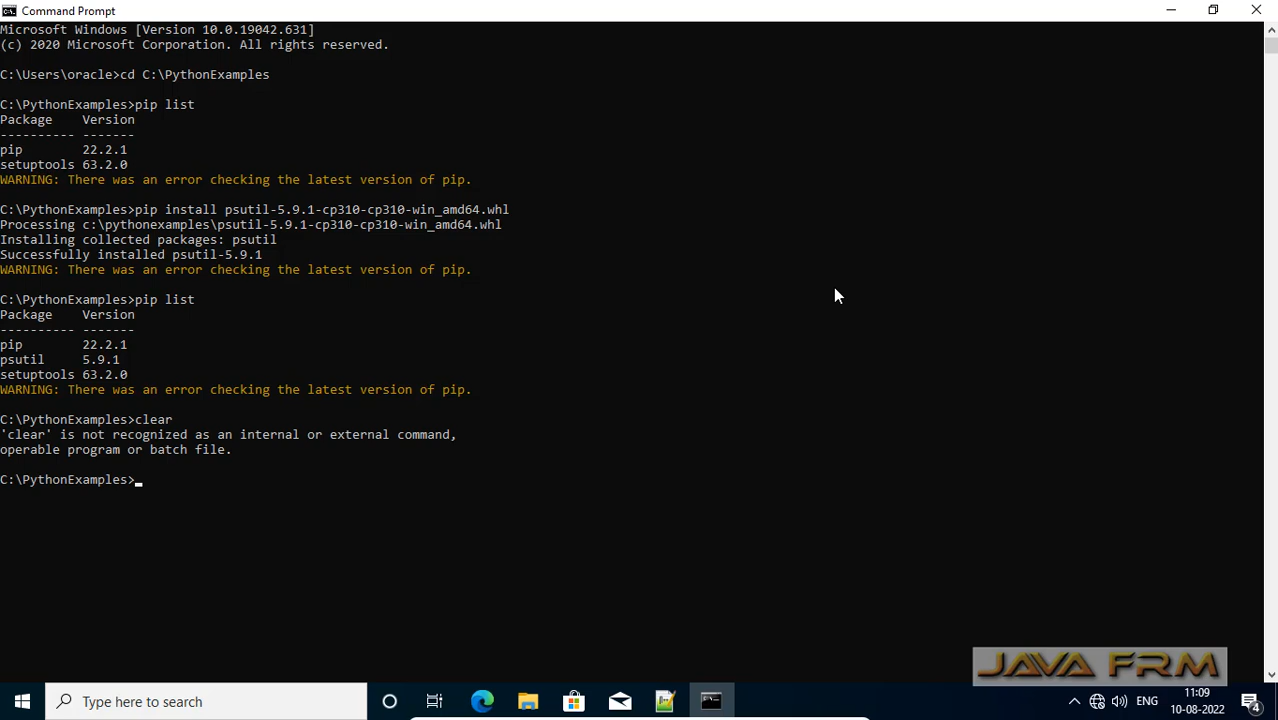 Command Prompt
Microsoft Windows [Version 10.0.19042.631]
(c) 2020 Microsoft Corporation. All rights reserved.
C:\Users\oracle>cd C:\PythonExamples
C:\PythonExamples>pip list
Package    Version
---------- -------
pip        22.2.1
setuptools 63.2.0
WARNING: There was an error checking the latest version of pip.
C:\PythonExamples>pip install psutil-5.9.1-cp310-cp310-win_amd64.whl
Processing c:\pythonexamples\psutil-5.9.1-cp310-cp310-win_amd64.whl
Installing collected packages: psutil
Successfully installed psutil-5.9.1
WARNING: There was an error checking the latest version of pip.
C:\PythonExamples>pip list
Package    Version
---------- -------
pip        22.2.1
psutil     5.9.1
setuptools 63.2.0
WARNING: There was an error checking the latest version of pip.
C:\PythonExamples>clear
'clear' is not recognized as an internal or external command,
operable program or batch file.
C:\PythonExamples>
JAVA FRM
Type here to search
ENG
11:09
10-08-2022
4